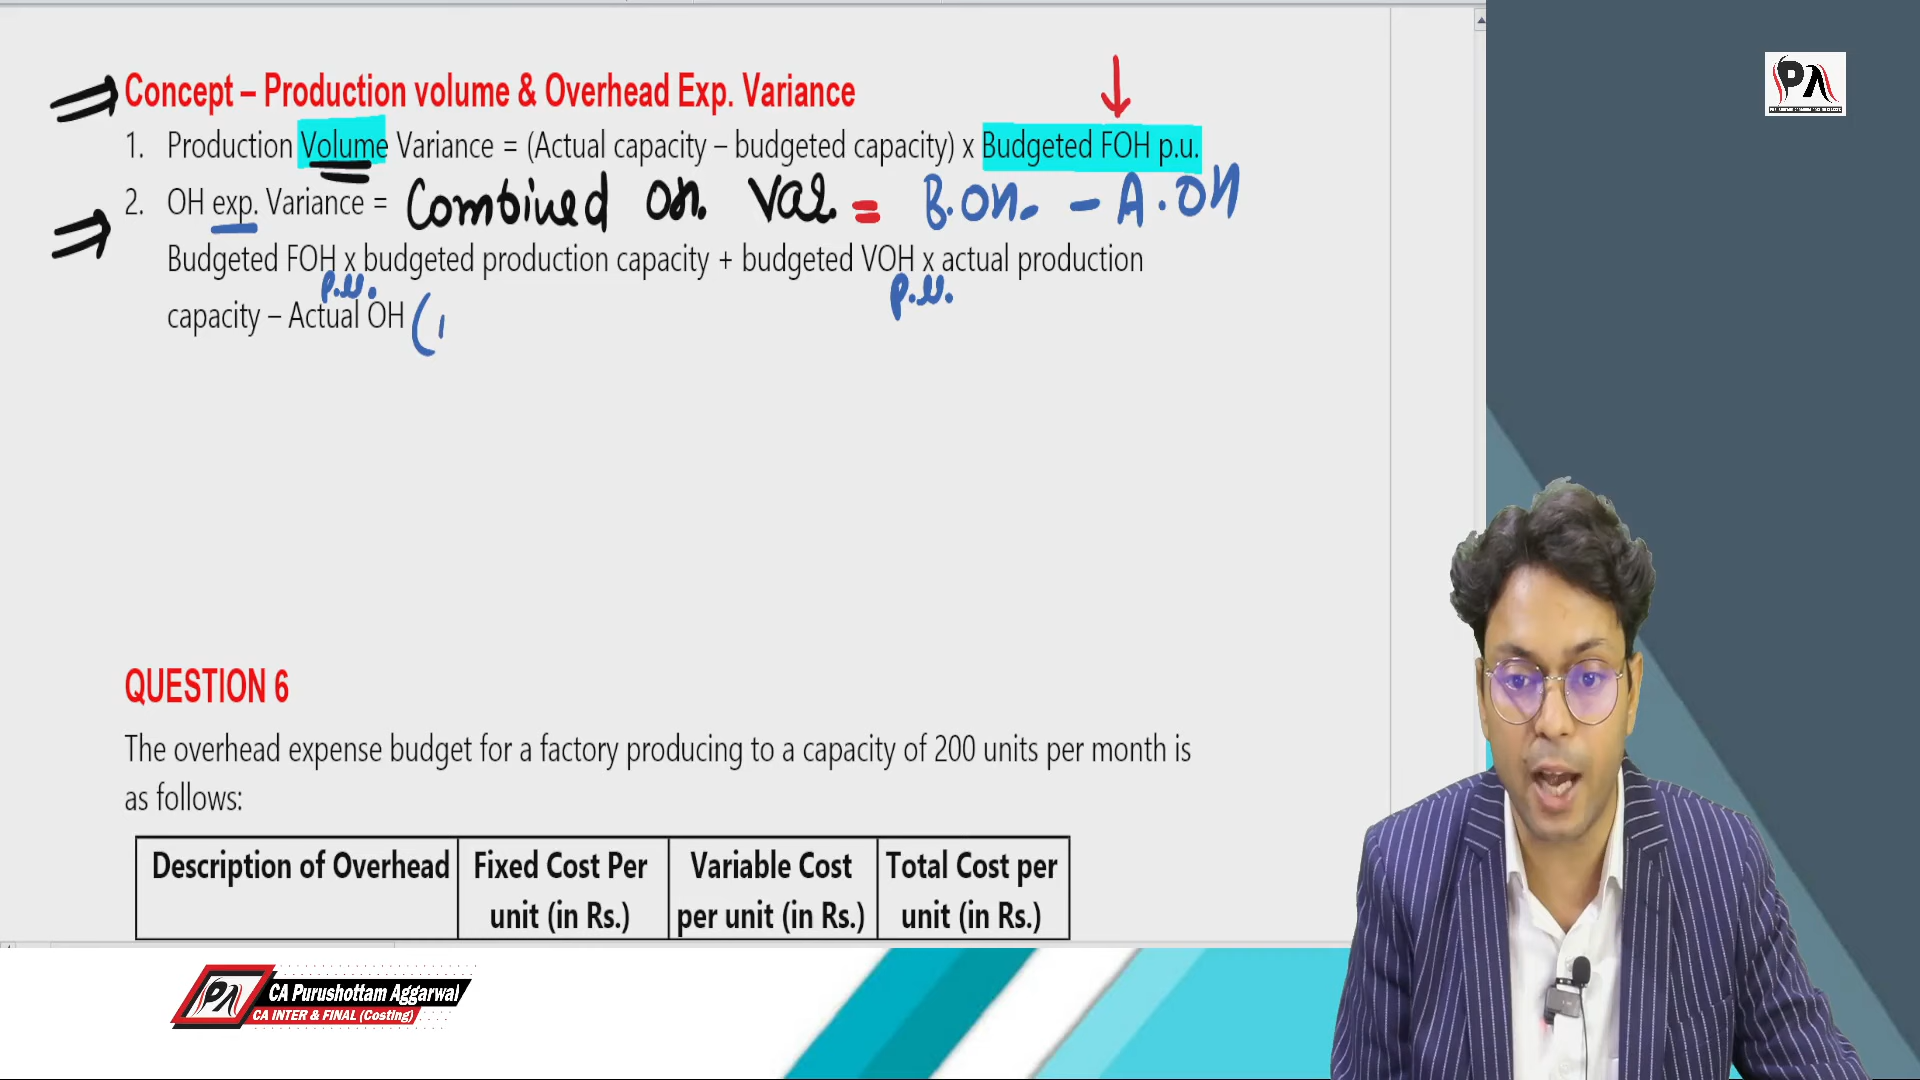 Concept – Production volume & Overhead Exp. Variance
1. Production Volume Variance = (Actual capacity – budgeted capacity) x Budgeted FOH p.u.
2. OH exp. Variance = Combined OH. Var. = B.OH. - A.OH
Budgeted FOH x budgeted production capacity + budgeted VOH x actual production
p.u. p.u.
capacity – Actual OH (
QUESTION 6
The overhead expense budget for a factory producing to a capacity of 200 units per month is
as follows:
Description of Overhead Fixed Cost Per Variable Cost Total Cost per
unit (in Rs.) per unit (in Rs.) unit (in Rs.)
PA
CA Purushottam Aggarwal
CA INTER & FINAL (Costing)
PA